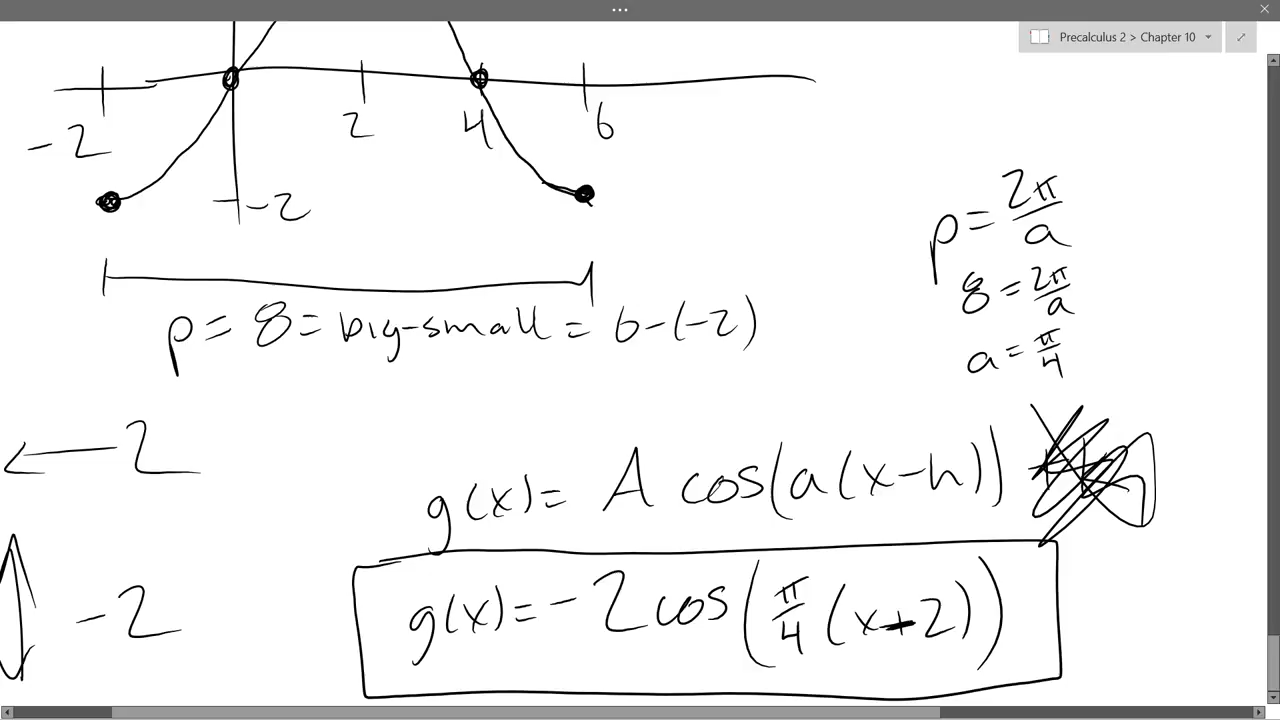 Precalculus 2 > Chapter 10
-2 2 4 6
-2
p = 2π/a
8 = 2π/a
p = 8 = big-small = 6-(-2)
a = π/4
← 2
g(x) = A cos(a(x-h))
-2
g(x) = -2cos(π/4(x+2))